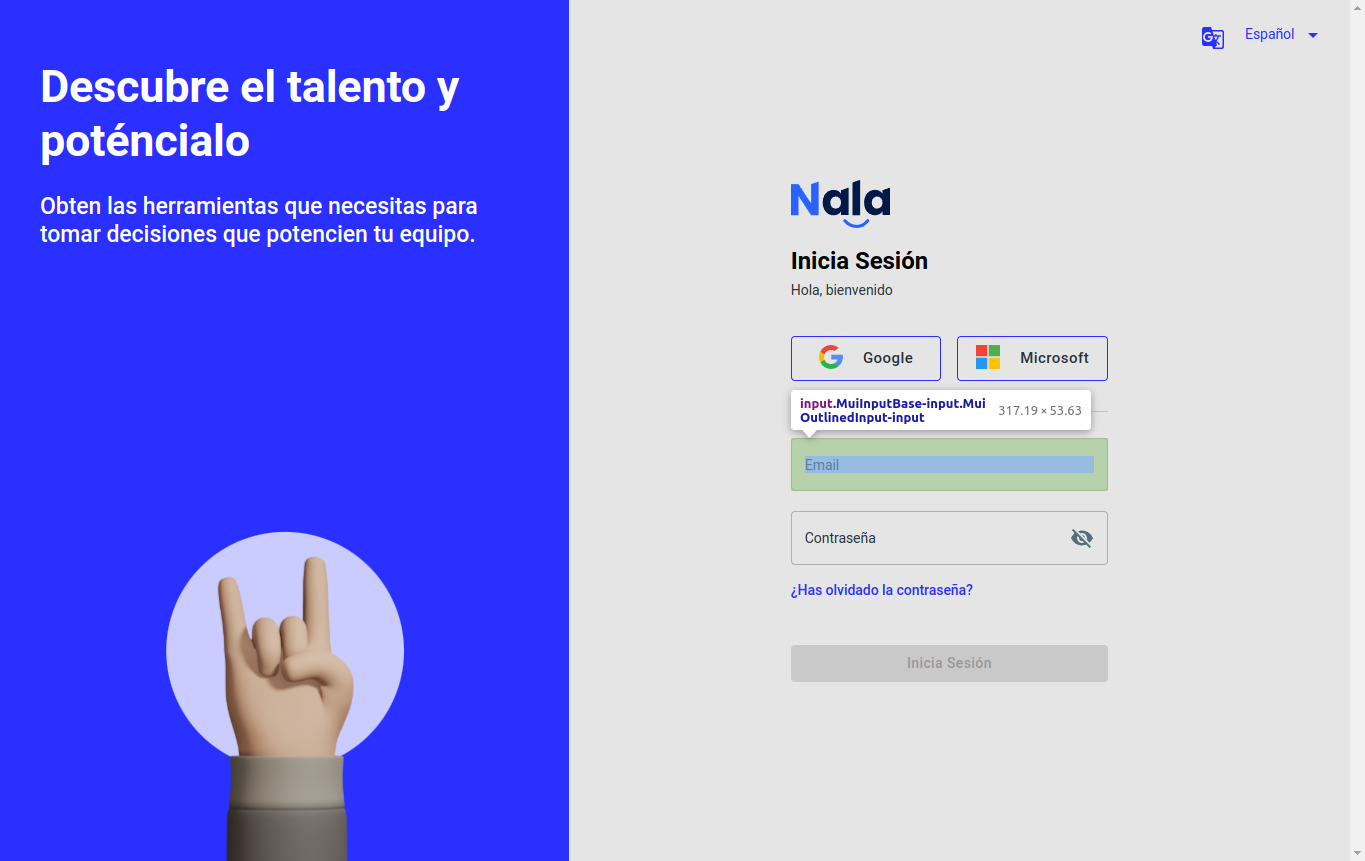 Descubre el talento y
poténcialo
Obten las herramientas que necesitas para
tomar decisiones que potencien tu equipo.
Español
Nala
Inicia Sesión
Hola, bienvenido
Google
Microsoft
input.MuiInputBase-input.Mui
OutlinedInput-input
317.19 × 53.63
Email
Contraseña
¿Has olvidado la contraseña?
Inicia Sesión